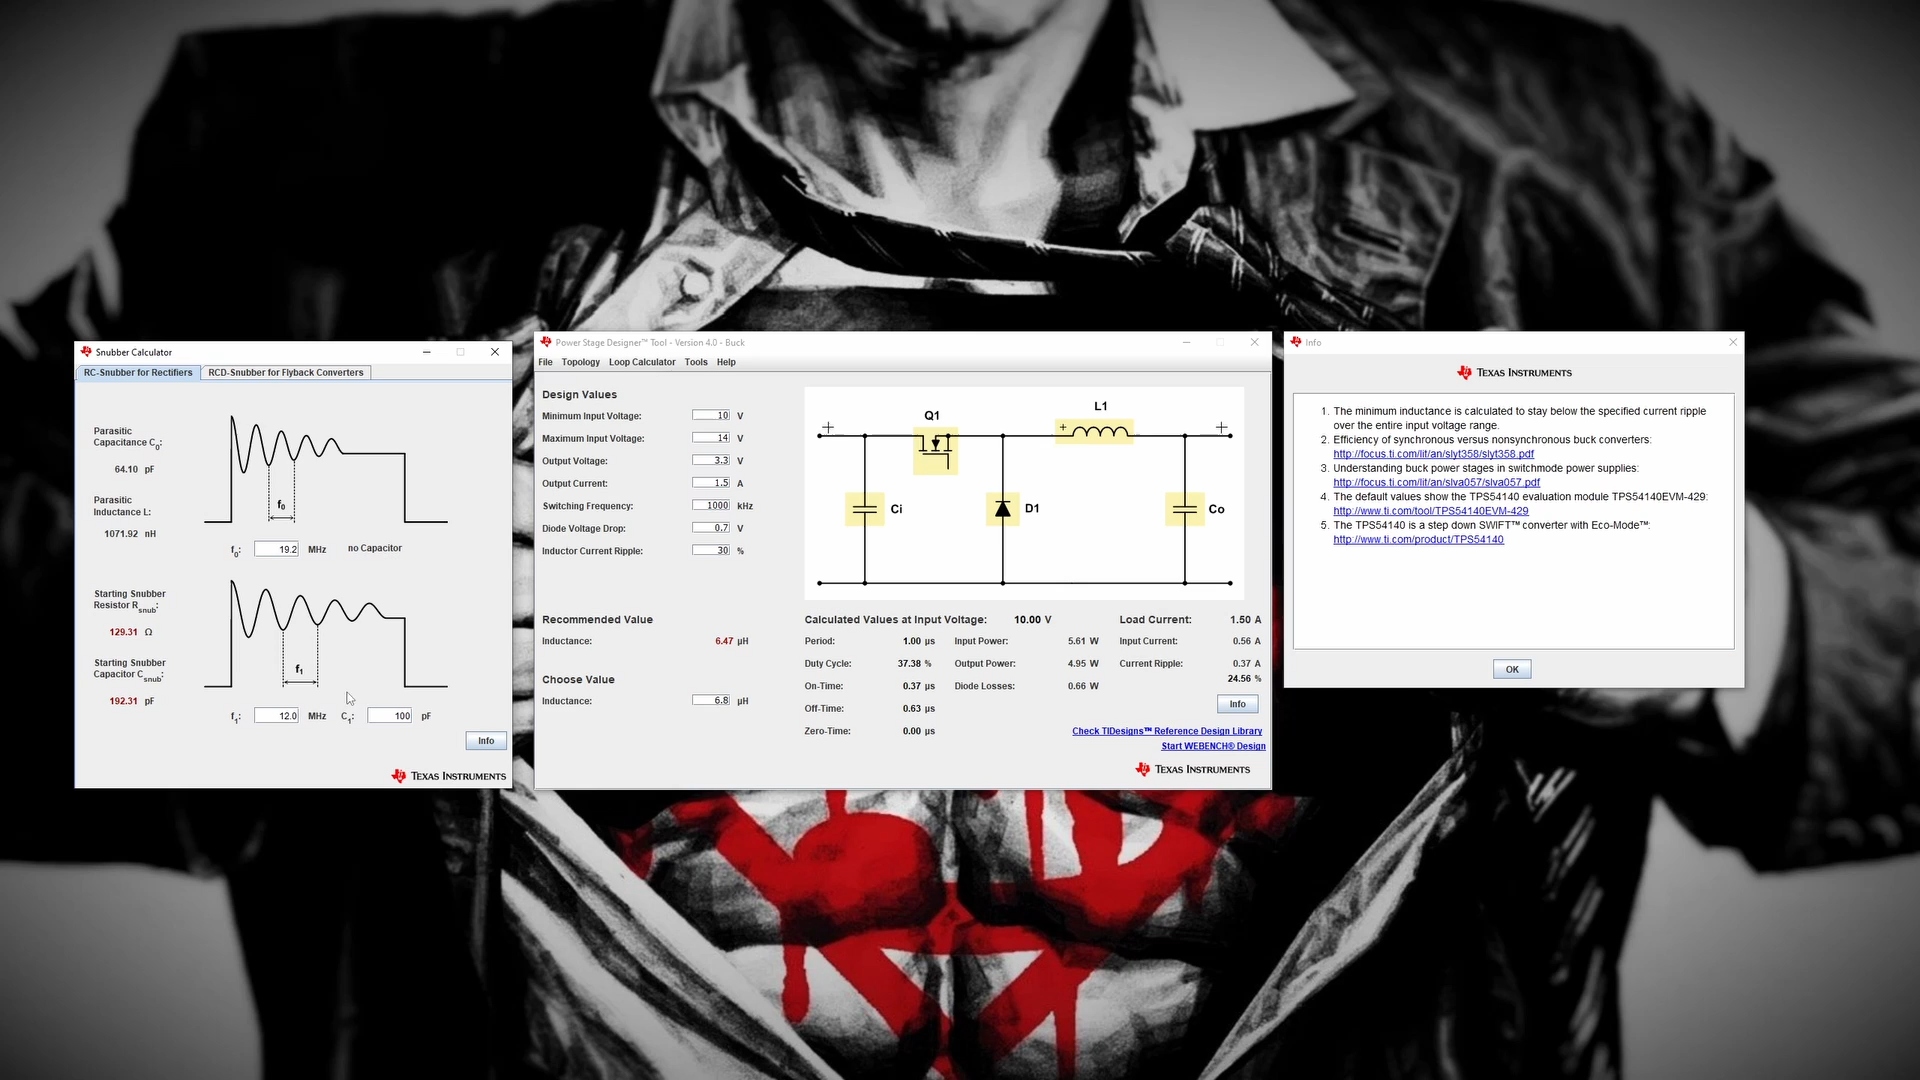 Snubber Calculator
RC-Snubber for Rectifiers
RCD-Snubber for Flyback Converters
Parasitic
Capacitance C0:
64.10 pF
Parasitic
Inductance L:
1071.92 nH
f0
f0: 19.2 MHz no Capacitor
Starting Snubber
Resistor Rsnub:
129.31 Ω
Starting Snubber
Capacitor Csnub:
192.31 pF
f1
f1: 12.0 MHz C1: 100 pF
Info
TEXAS INSTRUMENTS
Power Stage Designer™ Tool - Version 4.0 - Buck
File Topology Loop Calculator Tools Help
Design Values
Minimum Input Voltage: 10 V
Maximum Input Voltage: 14 V
Output Voltage: 3.3 V
Output Current: 1.5 A
Switching Frequency: 1000 kHz
Diode Voltage Drop: 0.7 V
Inductor Current Ripple: 30 %
Recommended Value
Inductance: 6.47 µH
Choose Value
Inductance: 6.8 µH
Q1
L1
+ + +
Ci
D1
Co
Calculated Values at Input Voltage: 10.00 V
Period: 1.00 µs
Duty Cycle: 37.38 %
On-Time: 0.37 µs
Off-Time: 0.63 µs
Zero-Time: 0.00 µs
Input Power: 5.61 W
Output Power: 4.95 W
Diode Losses: 0.66 W
Load Current: 1.50 A
Input Current: 0.56 A
Current Ripple: 0.37 A
24.56 %
Info
Check TIDesigns™ Reference Design Library
Start WEBENCH® Design
TEXAS INSTRUMENTS
Info
TEXAS INSTRUMENTS
1. The minimum inductance is calculated to stay below the specified current ripple
over the entire input voltage range.
2. Efficiency of synchronous versus nonsynchronous buck converters:
http://focus.ti.com/lit/an/slyt358/slyt358.pdf
3. Understanding buck power stages in switchmode power supplies:
http://focus.ti.com/lit/an/slva057/slva057.pdf
4. The default values show the TPS54140 evaluation module TPS54140EVM-429:
http://www.ti.com/tool/TPS54140EVM-429
5. The TPS54140 is a step down SWIFT™ converter with Eco-Mode™:
http://www.ti.com/product/TPS54140
OK